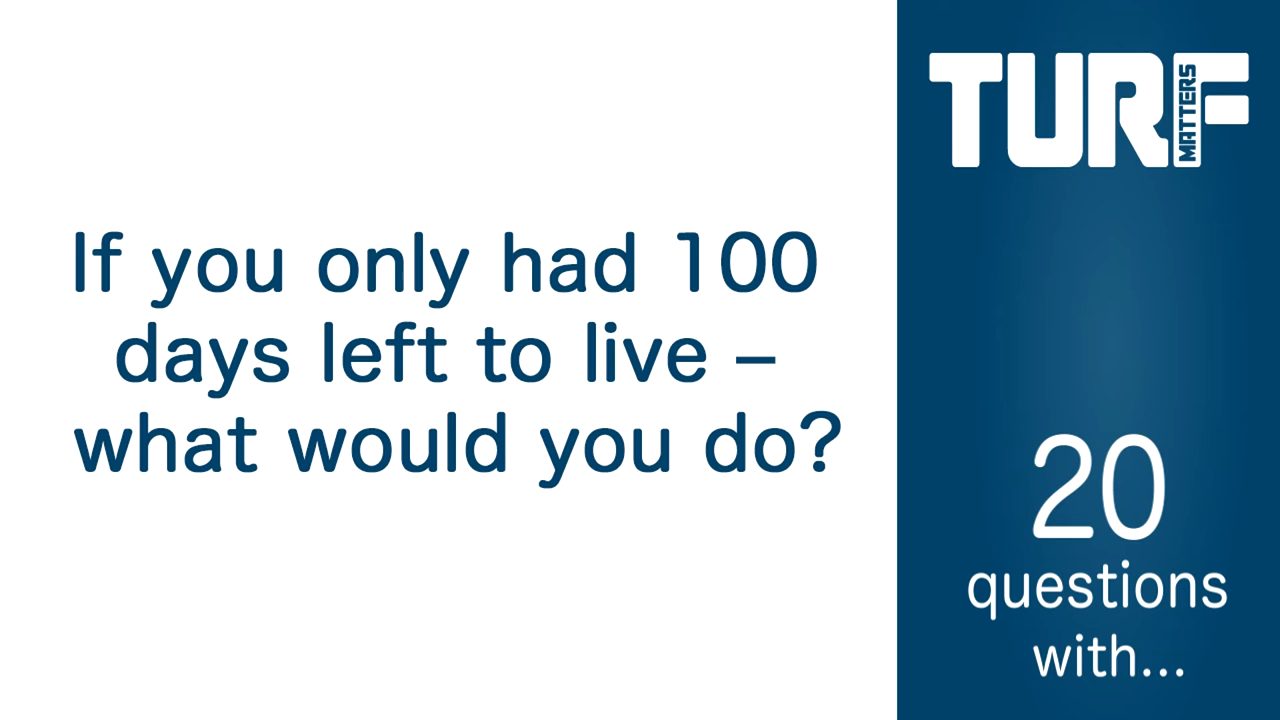 If you only had 100
days left to live –
what would you do?
TURF
MATTERS
20
questions
with...